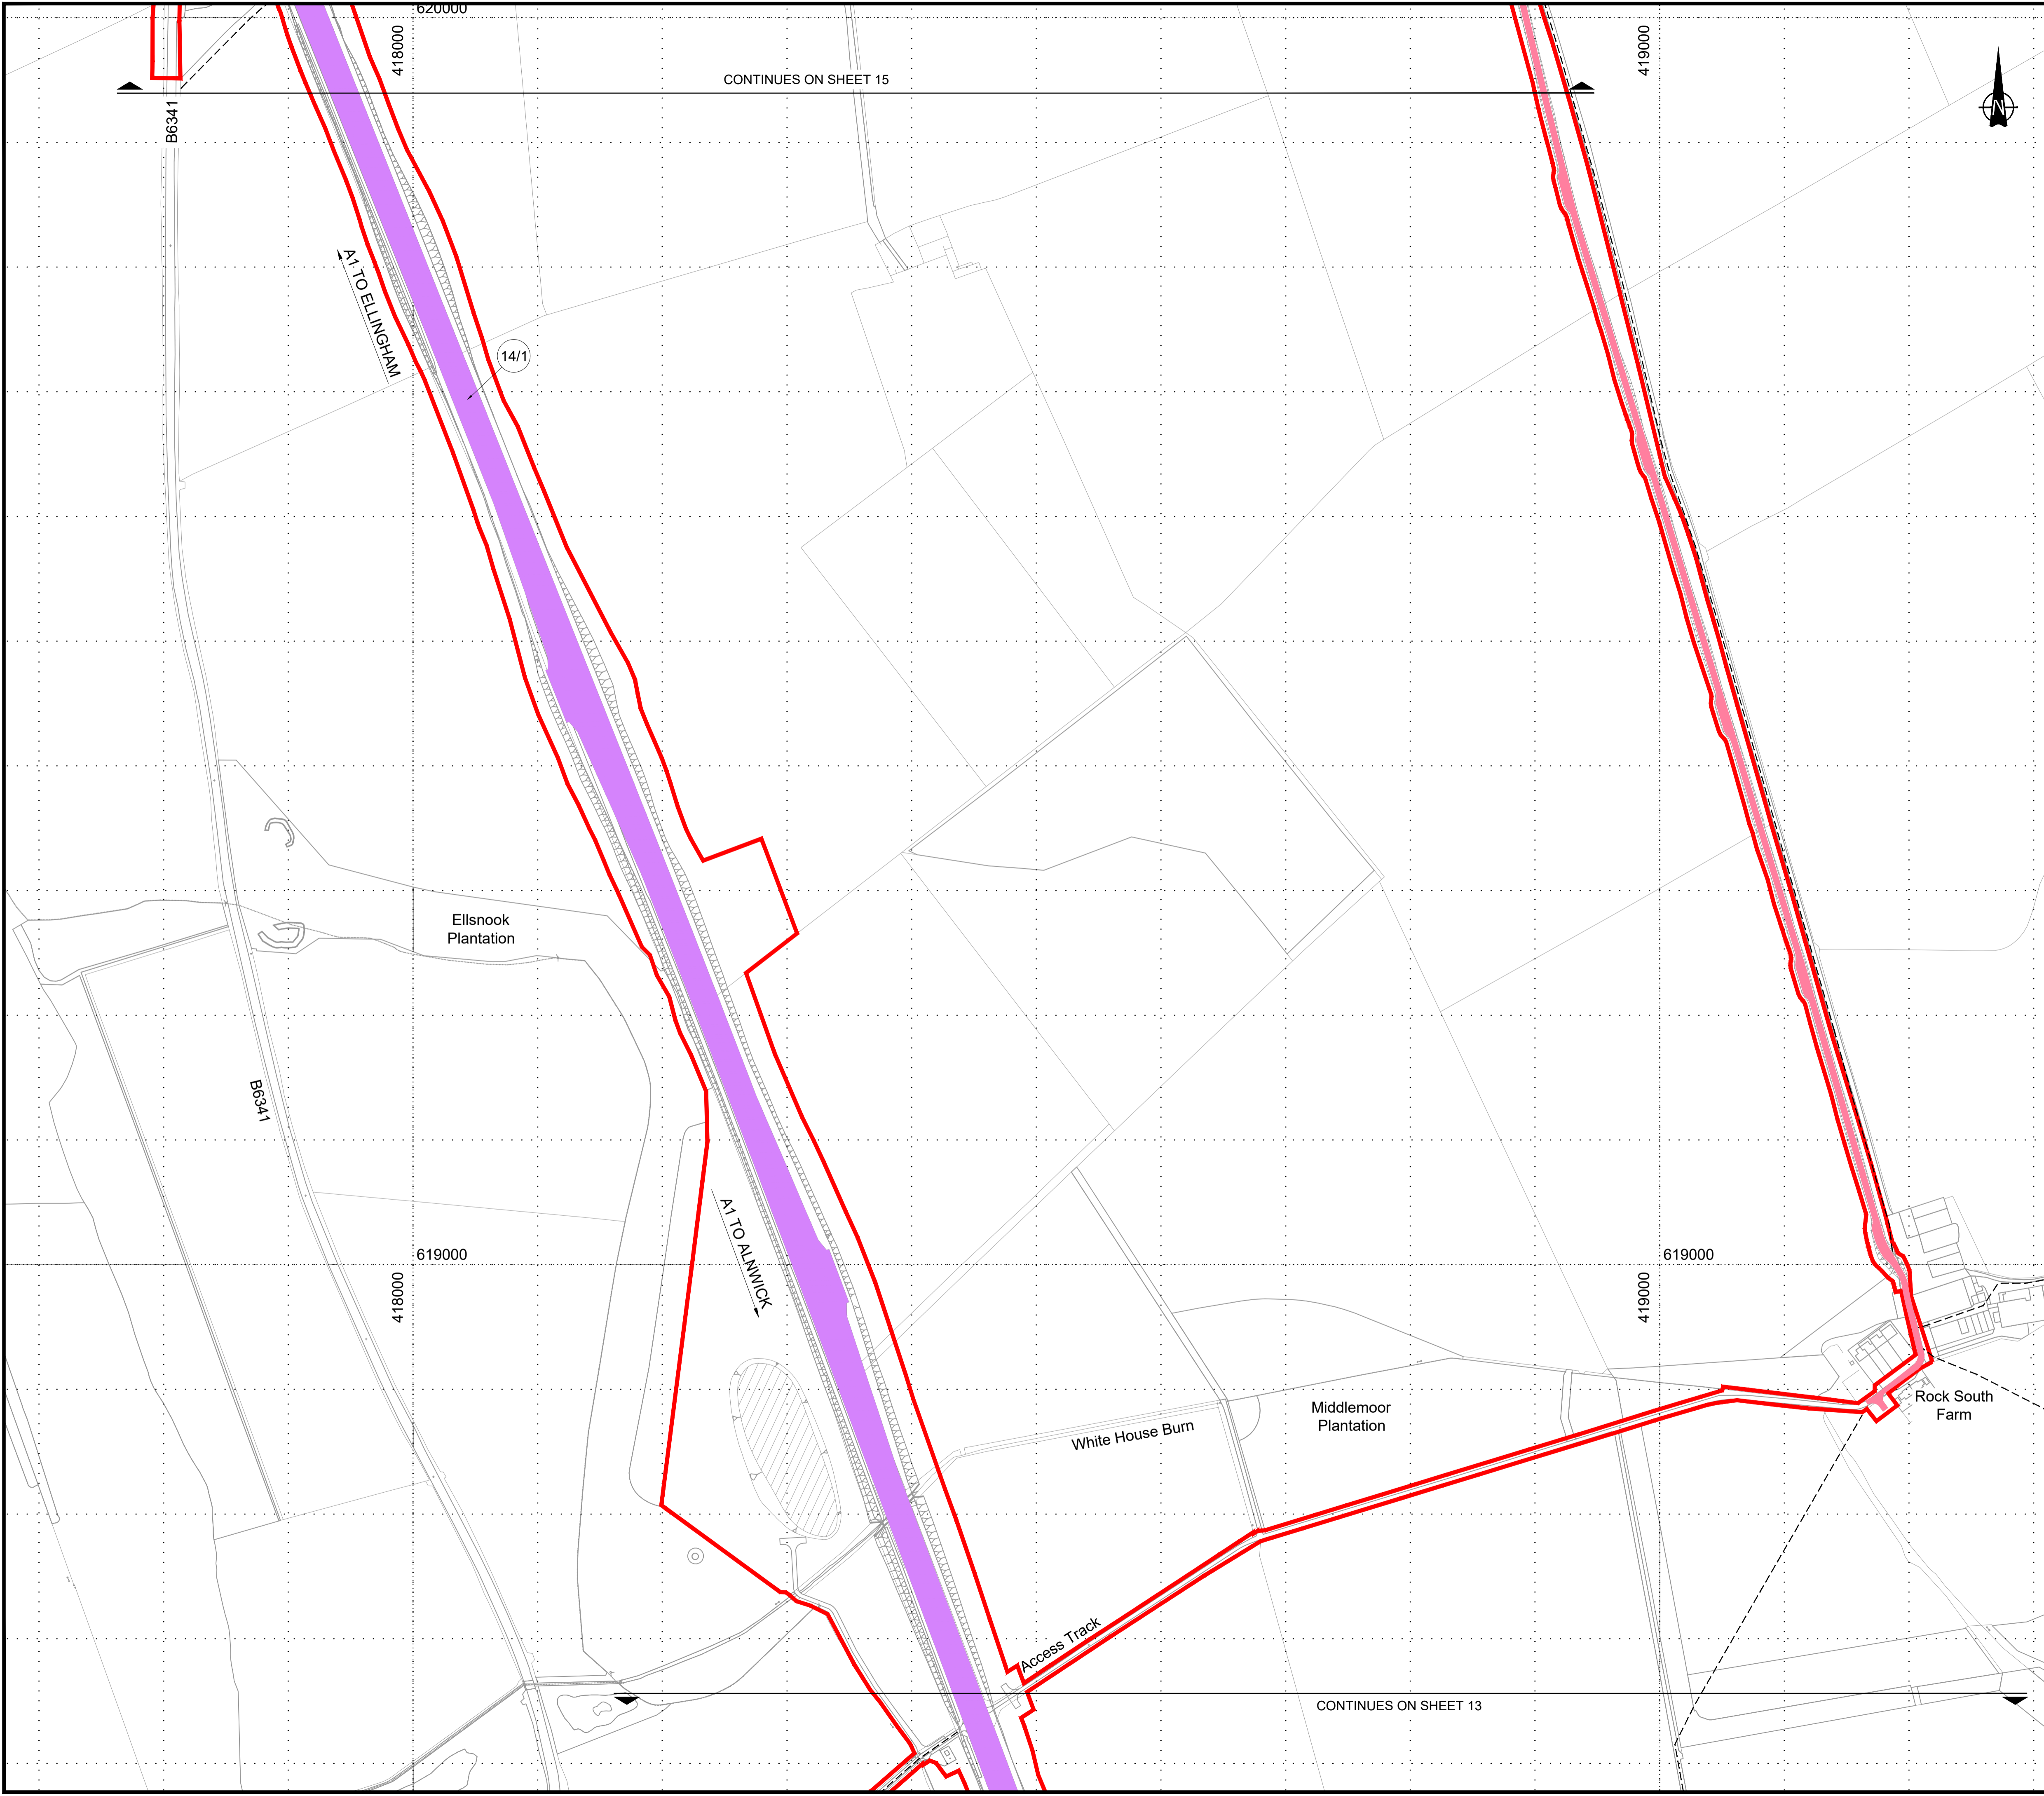 620000
418000
419000
CONTINUES ON SHEET 15
N
B6341
A1 TO ELLINGHAM
14/1
Ellsnook
Plantation
B6341
A1 TO ALNWICK
619000
619000
418000
419000
Rock South
Farm
Middlemoor
Plantation
White House Burn
Access Track
CONTINUES ON SHEET 13